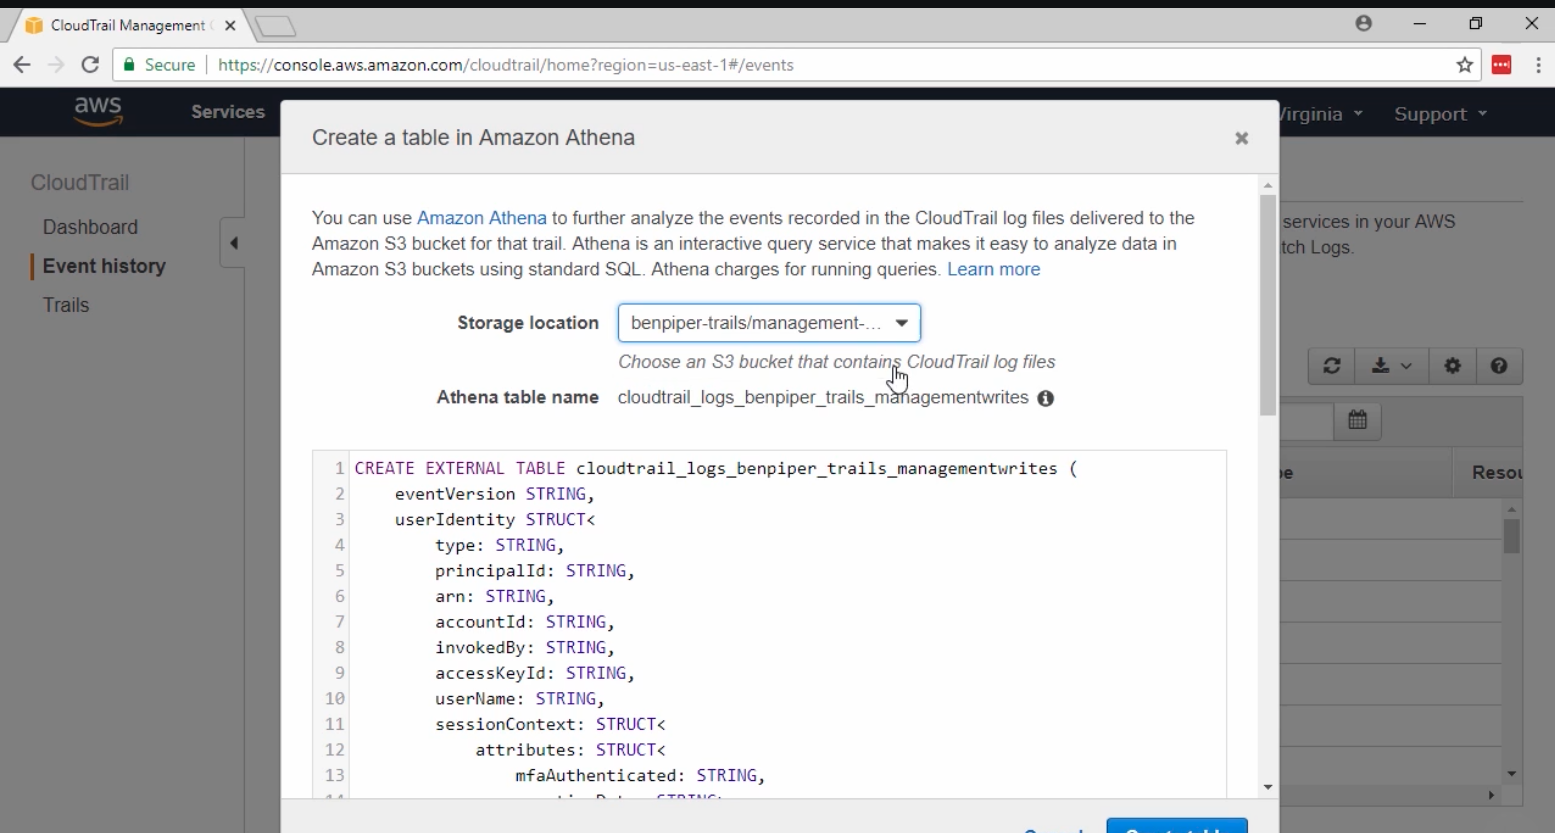 CloudTrail Management
Secure
https://console.aws.amazon.com/cloudtrail/home?region=us-east-1#/events
aws
Services
Virginia
Support
Create a table in Amazon Athena
CloudTrail
Dashboard
Event history
Trails
You can use Amazon Athena to further analyze the events recorded in the CloudTrail log files delivered to the
Amazon S3 bucket for that trail. Athena is an interactive query service that makes it easy to analyze data in
Amazon S3 buckets using standard SQL. Athena charges for running queries. Learn more
services in your AWS
Logs.
Storage location
benpiper-trails/management-...
Choose an S3 bucket that contains CloudTrail log files
Athena table name
cloudtrail_logs_benpiper_trails_managementwrites
1 CREATE EXTERNAL TABLE cloudtrail_logs_benpiper_trails_managementwrites (
2 eventVersion STRING,
3 userIdentity STRUCT<
4 type: STRING,
5 principalId: STRING,
6 arn: STRING,
7 accountId: STRING,
8 invokedBy: STRING,
9 accessKeyId: STRING,
10 userName: STRING,
11 sessionContext: STRUCT<
12 attributes: STRUCT<
13 mfaAuthenticated: STRING,